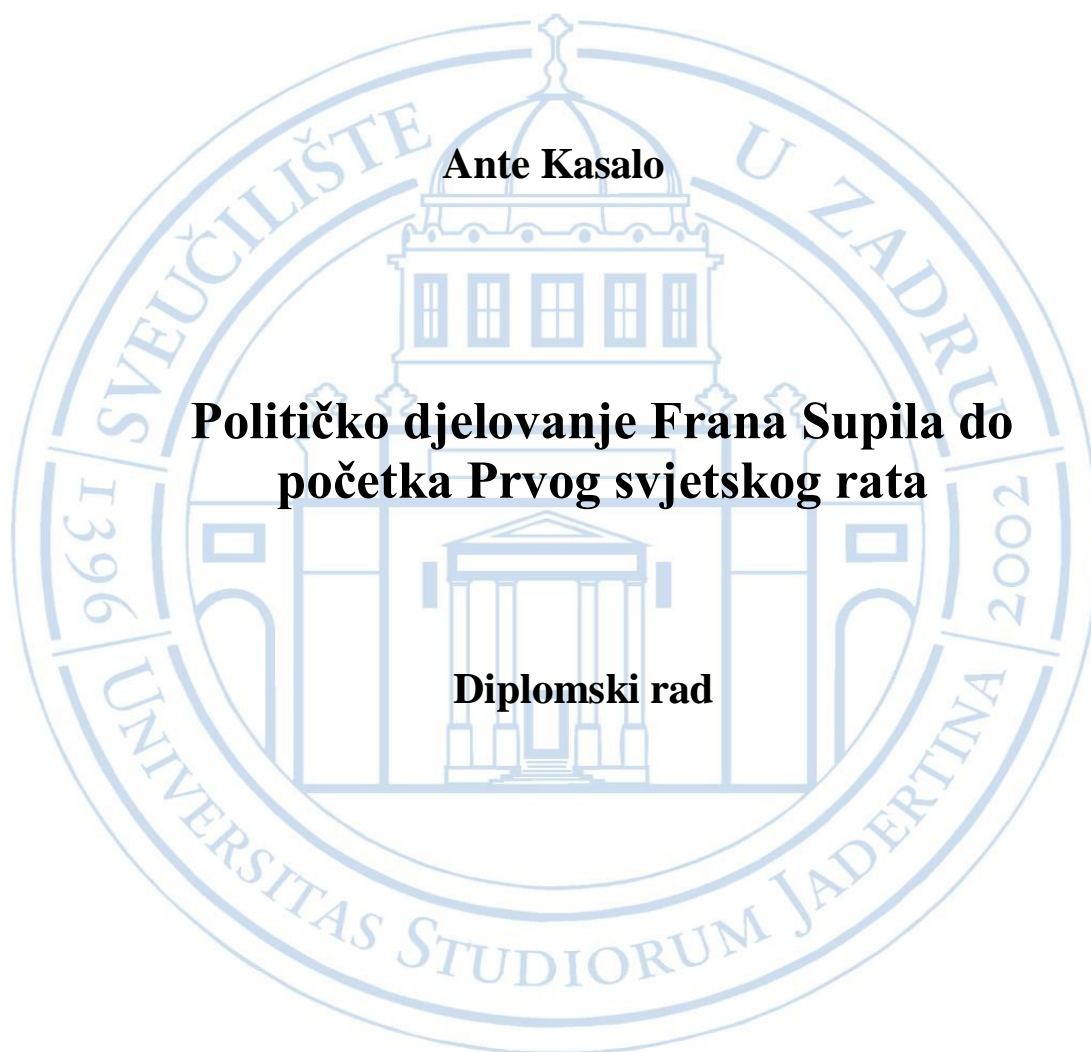 Ante Kasalo
Političko djelovanje Frana Supila do
početka Prvog svjetskog rata
Diplomski rad
SVEUČILIŠTE U ZADRU
1396
2002
UNIVERSITAS STUDIORUM JADERTINA